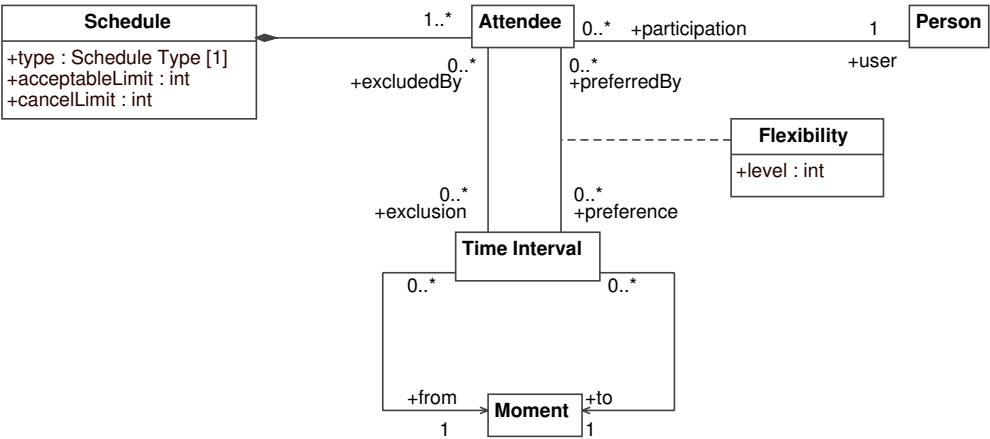 Schedule
+type : Schedule Type [1]
+acceptableLimit : int
+cancelLimit : int
1..*
Attendee
0..* +participation
1
+user
Person
0..*
+excludedBy
0..*
+preferredBy
Flexibility
+level : int
0..*
+exclusion
0..*
+preference
Time Interval
0..*
0..*
+from
1
Moment
+to
1